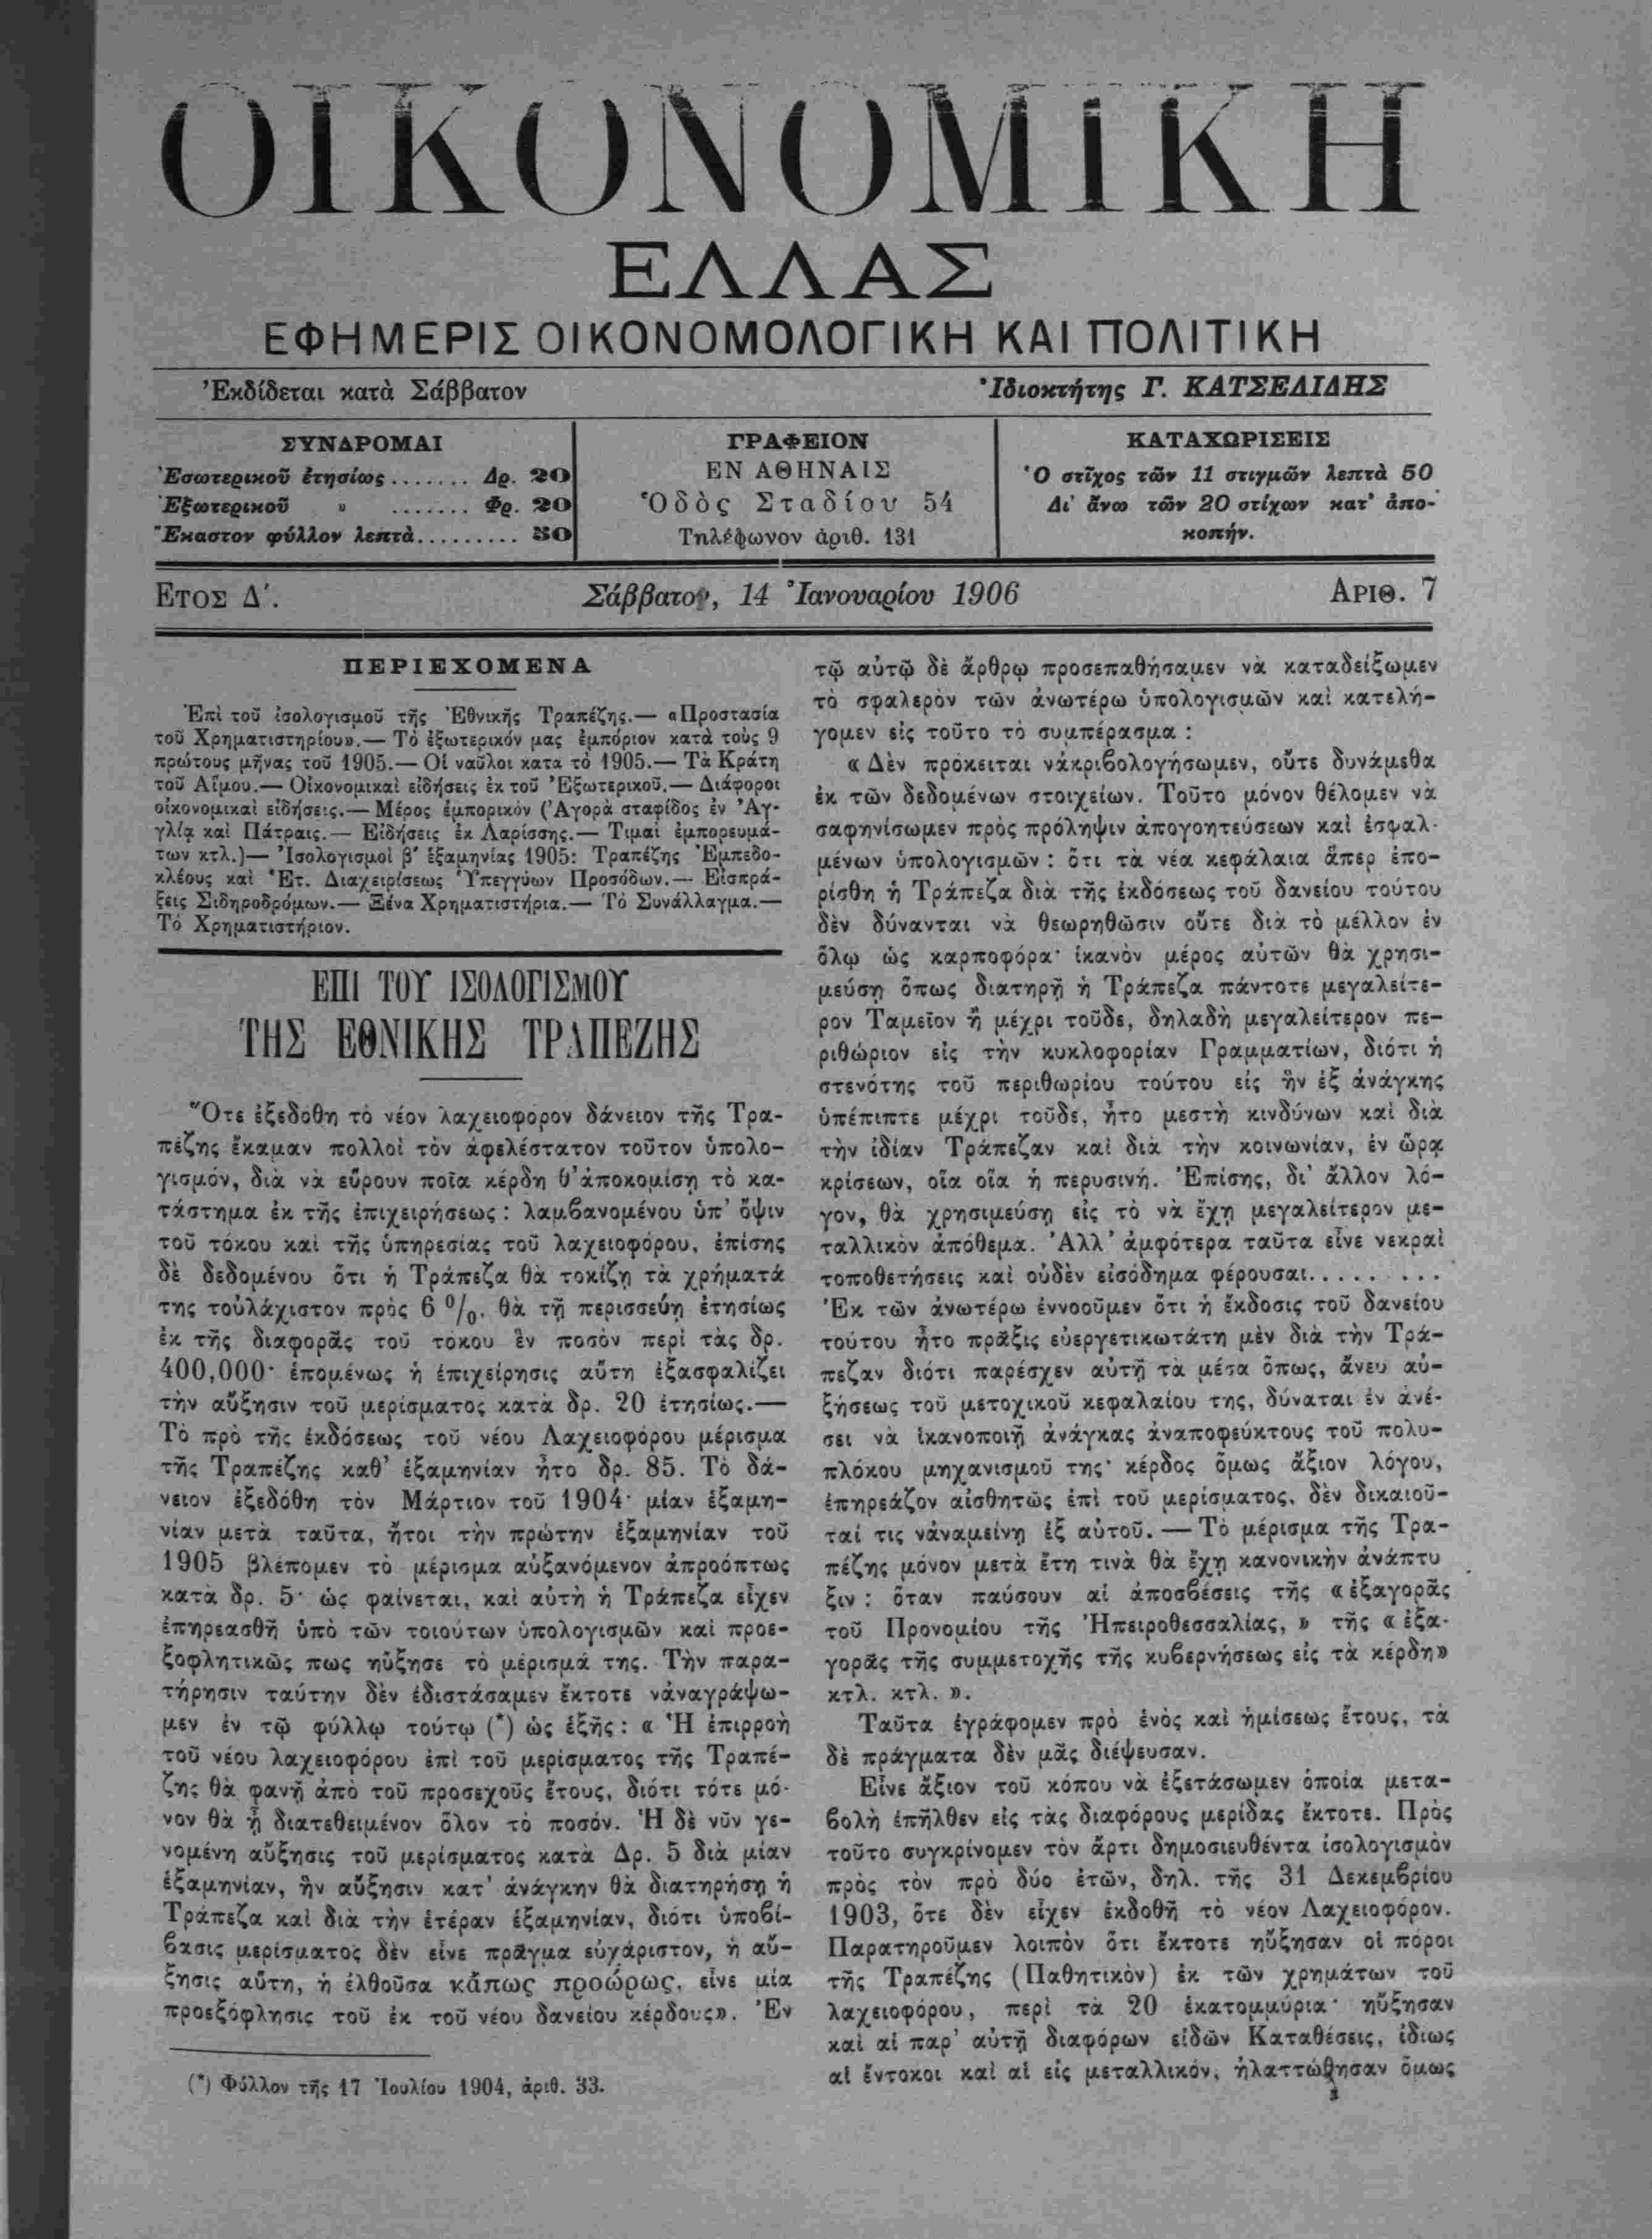 ΟΙΚΟΝΟΜΙΚΗ
ΕΛΛΑΣ
ΕΦΗΜΕΡΙΣ ΟΙΚΟΝΟΜΟΛΟΓΙΚΗ ΚΑΙ ΠΟΛΙΤΙΚΗ
Ἐκδίδεται κατὰ Σάββατον
Ἰδιοκτήτης Γ. ΚΑΤΣΕΛΙΔΗΣ
ΣΥΝΔΡΟΜΑΙ
Ἐσωτερικοῦ ἐτησίως....... Δρ. 20
Ἐξωτερικοῦ » ....... Φρ. 20
Ἕκαστον φύλλον λεπτὰ......... 50
ΓΡΑΦΕΙΟΝ
ΕΝ ΑΘΗΝΑΙΣ
Ὁδὸς Σταδίου 54
Τηλέφωνον ἀριθ. 131
ΚΑΤΑΧΩΡΙΣΕΙΣ
Ὁ στῖχος τῶν 11 στιγμῶν λεπτὰ 50
Δι' ἄνω τῶν 20 στίχων κατ' ἀπο-
κοπήν.
ΕΤΟΣ Δ'.
Σάββατον, 14 Ἰανουαρίου 1906
ΑΡΙΘ. 7
ΠΕΡΙΕΧΟΜΕΝΑ
Ἐπὶ τοῦ ἰσολογισμοῦ τῆς Ἐθνικῆς Τραπέζης.— «Προστασία
τοῦ Χρηματιστηρίου».— Τὸ ἐξωτερικόν μας ἐμπόριον κατὰ τοὺς 9
πρώτους μῆνας τοῦ 1905.— Οἱ ναῦλοι κατα τὸ 1905.— Τὰ Κράτη
τοῦ Αἵμου.— Οἰκονομικαὶ εἰδήσεις ἐκ τοῦ Ἐξωτερικοῦ.— Διάφοροι
οἰκονομικαὶ εἰδήσεις.— Μέρος ἐμπορικόν (Ἀγορὰ σταφίδος ἐν Ἀγ-
γλίᾳ καὶ Πάτραις.— Εἰδήσεις ἐκ Λαρίσσης.— Τιμαὶ ἐμπορευμά-
των κτλ.)— Ἰσολογισμοὶ β' ἑξαμηνίας 1905: Τραπέζης Ἐμπεδο-
κλέους καὶ Ἑτ. Διαχειρίσεως Ὑπεγγύων Προσόδων.— Εἰσπρά-
ξεις Σιδηροδρόμων.— Ξένα Χρηματιστήρια.— Τὸ Συνάλλαγμα.—
Τὸ Χρηματιστήριον.
ΕΠΙ ΤΟΥ ΙΣΟΛΟΓΙΣΜΟΥ
ΤΗΣ ΕΘΝΙΚΗΣ ΤΡΑΠΕΖΗΣ
Ὅτε ἐξεδόθη τὸ νέον λαχειοφόρον δάνειον τῆς Τρα-
πέζης ἔκαμαν πολλοὶ τὸν ἀφελέστατον τοῦτον ὑπολο-
γισμόν, διὰ νὰ εὕρουν ποῖα κέρδη θ' ἀποκομίσῃ τὸ κα-
τάστημα ἐκ τῆς ἐπιχειρήσεως : λαμβανομένου ὑπ' ὄψιν
τοῦ τόκου καὶ τῆς ὑπηρεσίας τοῦ λαχειοφόρου, ἐπίσης
δὲ δεδομένου ὅτι ἡ Τράπεζα θὰ τοκίζῃ τὰ χρήματά
της τοὐλάχιστον πρὸς 6 %, θὰ τῇ περισσεύῃ ἐτησίως
ἐκ τῆς διαφορᾶς τοῦ τόκου ἓν ποσὸν περὶ τὰς δρ.
400,000· ἑπομένως ἡ ἐπιχείρησις αὕτη ἐξασφαλίζει
τὴν αὔξησιν τοῦ μερίσματος κατὰ δρ. 20 ἐτησίως.—
Τὸ πρὸ τῆς ἐκδόσεως τοῦ νέου Λαχειοφόρου μέρισμα
τῆς Τραπέζης καθ' ἑξαμηνίαν ἦτο δρ. 85. Τὸ δά-
νειον ἐξεδόθη τὸν Μάρτιον τοῦ 1904· μίαν ἑξαμη-
νίαν μετὰ ταῦτα, ἤτοι τὴν πρώτην ἑξαμηνίαν τοῦ
1905 βλέπομεν τὸ μέρισμα αὐξανόμενον ἀπροόπτως
κατὰ δρ. 5· ὡς φαίνεται, καὶ αὐτὴ ἡ Τράπεζα εἶχεν
ἐπηρεασθῆ ὑπὸ τῶν τοιούτων ὑπολογισμῶν καὶ προε-
ξοφλητικῶς πως ηὔξησε τὸ μέρισμά της. Τὴν παρα-
τήρησιν ταύτην δὲν ἐδιστάσαμεν ἔκτοτε νἀναγράψω-
μεν ἐν τῷ φύλλῳ τούτῳ (*) ὡς ἑξῆς : « Ἡ ἐπιρροὴ
τοῦ νέου λαχειοφόρου ἐπὶ τοῦ μερίσματος τῆς Τραπέ-
ζης θὰ φανῇ ἀπὸ τοῦ προσεχοῦς ἔτους, διότι τότε μό-
νον θὰ ᾖ διατεθειμένον ὅλον τὸ ποσόν. Ἡ δὲ νῦν γε-
νομένη αὔξησις τοῦ μερίσματος κατὰ Δρ. 5 διὰ μίαν
ἑξαμηνίαν, ἣν αὔξησιν κατ' ἀνάγκην θὰ διατηρήσῃ ἡ
Τράπεζα καὶ διὰ τὴν ἑτέραν ἑξαμηνίαν, διότι ὑποβί-
βασις μερίσματος δὲν εἶνε πρᾶγμα εὐχάριστον, ἡ αὔ-
ξησις αὕτη, ἡ ἐλθοῦσα κάπως προώρως, εἶνε μία
προεξόφλησις τοῦ ἐκ τοῦ νέου δανείου κέρδους». Ἐν
(*) Φύλλον τῆς 17 Ἰουλίου 1904, ἀριθ. 33.
τῷ αὐτῷ δὲ ἄρθρῳ προσεπαθήσαμεν νὰ καταδείξωμεν
τὸ σφαλερὸν τῶν ἀνωτέρω ὑπολογισμῶν καὶ κατελή-
γομεν εἰς τοῦτο τὸ συμπέρασμα :
« Δὲν πρόκειται νἀκριβολογήσωμεν, οὔτε δυνάμεθα
ἐκ τῶν δεδομένων στοιχείων. Τοῦτο μόνον θέλομεν νὰ
σαφηνίσωμεν πρὸς πρόληψιν ἀπογοητεύσεων καὶ ἐσφαλ-
μένων ὑπολογισμῶν : ὅτι τὰ νέα κεφάλαια ἅπερ ἐπο-
ρίσθη ἡ Τράπεζα διὰ τῆς ἐκδόσεως τοῦ δανείου τούτου
δὲν δύνανται νὰ θεωρηθῶσιν οὔτε διὰ τὸ μέλλον ἐν
ὅλῳ ὡς καρποφόρα· ἱκανὸν μέρος αὐτῶν θὰ χρησι-
μεύσῃ ὅπως διατηρῇ ἡ Τράπεζα πάντοτε μεγαλείτε-
ρον Ταμεῖον ἢ μέχρι τοῦδε, δηλαδὴ μεγαλείτερον πε-
ριθώριον εἰς τὴν κυκλοφορίαν Γραμματίων, διότι ἡ
στενότης τοῦ περιθωρίου τούτου εἰς ἣν ἐξ ἀνάγκης
ὑπέπιπτε μέχρι τοῦδε, ἦτο μεστὴ κινδύνων καὶ διὰ
τὴν ἰδίαν Τράπεζαν καὶ διὰ τὴν κοινωνίαν, ἐν ὥρᾳ
κρίσεων, οἵα οἵα ἡ περυσινή. Ἐπίσης, δι' ἄλλον λό-
γον, θὰ χρησιμεύσῃ εἰς τὸ νὰ ἔχῃ μεγαλείτερον με-
ταλλικὸν ἀπόθεμα. Ἀλλ' ἀμφότερα ταῦτα εἶνε νεκραὶ
τοποθετήσεις καὶ οὐδὲν εἰσόδημα φέρουσαι.........
Ἐκ τῶν ἀνωτέρω ἐννοοῦμεν ὅτι ἡ ἔκδοσις τοῦ δανείου
τούτου ἦτο πρᾶξις εὐεργετικωτάτη μὲν διὰ τὴν Τρά-
πεζαν διότι παρέσχεν αὐτῇ τὰ μέσα ὅπως, ἄνευ αὐ-
ξήσεως τοῦ μετοχικοῦ κεφαλαίου της, δύναται ἐν ἀνέ-
σει νὰ ἱκανοποιῇ ἀνάγκας ἀναποφεύκτους τοῦ πολυ-
πλόκου μηχανισμοῦ της· κέρδος ὅμως ἄξιον λόγου,
ἐπηρεάζον αἰσθητῶς ἐπὶ τοῦ μερίσματος, δὲν δικαιοῦ-
ταί τις νἀναμείνῃ ἐξ αὐτοῦ. — Τὸ μέρισμα τῆς Τρα-
πέζης μόνον μετὰ ἔτη τινὰ θὰ ἔχῃ κανονικὴν ἀνάπτυ
ξιν : ὅταν παύσουν αἱ ἀποσβέσεις τῆς «ἐξαγορᾶς
τοῦ Προνομίου τῆς Ἠπειροθεσσαλίας, » τῆς « ἐξα-
γορᾶς τῆς συμμετοχῆς τῆς κυβερνήσεως εἰς τὰ κέρδη»
κτλ. κτλ. ».
Ταῦτα ἐγράφομεν πρὸ ἑνὸς καὶ ἡμίσεως ἔτους, τὰ
δὲ πράγματα δὲν μᾶς διέψευσαν.
Εἶνε ἄξιον τοῦ κόπου νὰ ἐξετάσωμεν ὁποία μετα-
βολὴ ἐπῆλθεν εἰς τὰς διαφόρους μερίδας ἔκτοτε. Πρὸς
τοῦτο συγκρίνομεν τὸν ἄρτι δημοσιευθέντα ἰσολογισμὸν
πρὸς τὸν πρὸ δύο ἐτῶν, δηλ. τῆς 31 Δεκεμβρίου
1903, ὅτε δὲν εἶχεν ἐκδοθῆ τὸ νέον Λαχειοφόρον.
Παρατηροῦμεν λοιπὸν ὅτι ἔκτοτε ηὔξησαν οἱ πόροι
τῆς Τραπέζης (Παθητικὸν) ἐκ τῶν χρημάτων τοῦ
λαχειοφόρου, περὶ τὰ 20 ἑκατομμύρια· ηὔξησαν
καὶ αἱ παρ' αὐτῇ διαφόρων εἰδῶν Καταθέσεις, ἰδίως
αἱ ἔντοκοι καὶ αἱ εἰς μεταλλικόν, ἠλαττώθησαν ὅμως